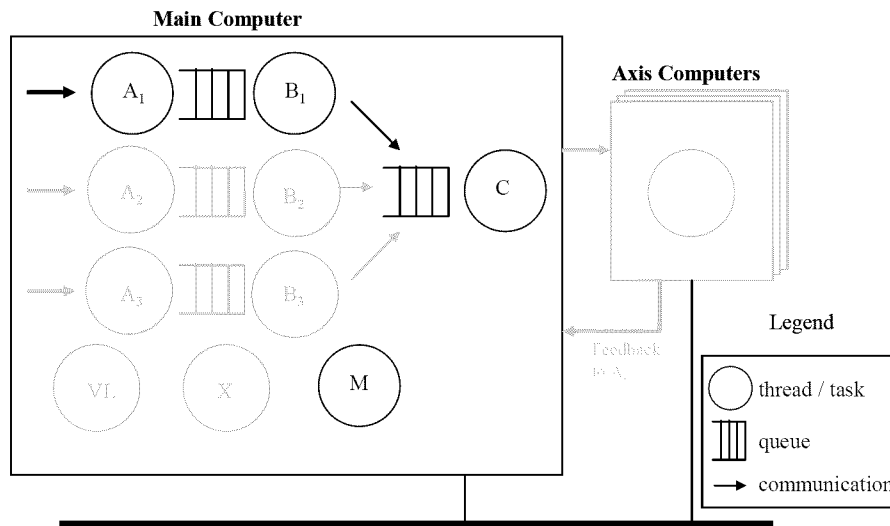 Main Computer
Axis Computers
A1
B1
A2
B2
C
A3
B3
VL
X
M
Feedback
to A
Legend
thread / task
queue
communication